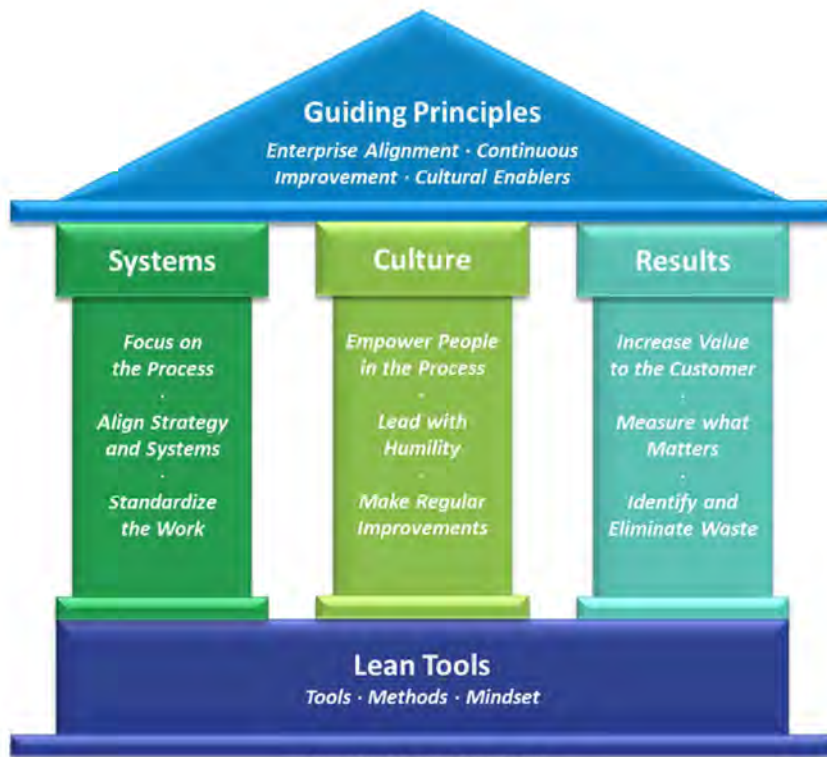 Guiding Principles
Enterprise Alignment · Continuous
Improvement · Cultural Enablers
Systems
Focus on
the Process
·
Align Strategy
and Systems
·
Standardize
the Work
Culture
Empower People
in the Process
·
Lead with
Humility
·
Make Regular
Improvements
Results
Increase Value
to the Customer
·
Measure what
Matters
·
Identify and
Eliminate Waste
Lean Tools
Tools · Methods · Mindset